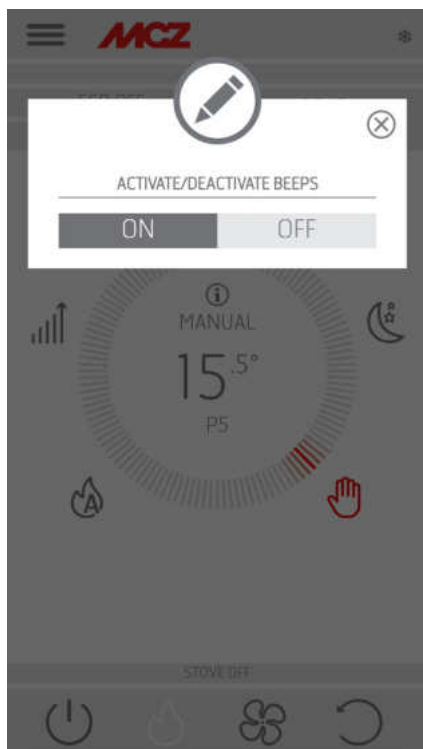 MCZ
ACTIVATE/DEACTIVATE BEEPS
ON OFF
MANUAL
15.5°
P5
A
STOVE OFF